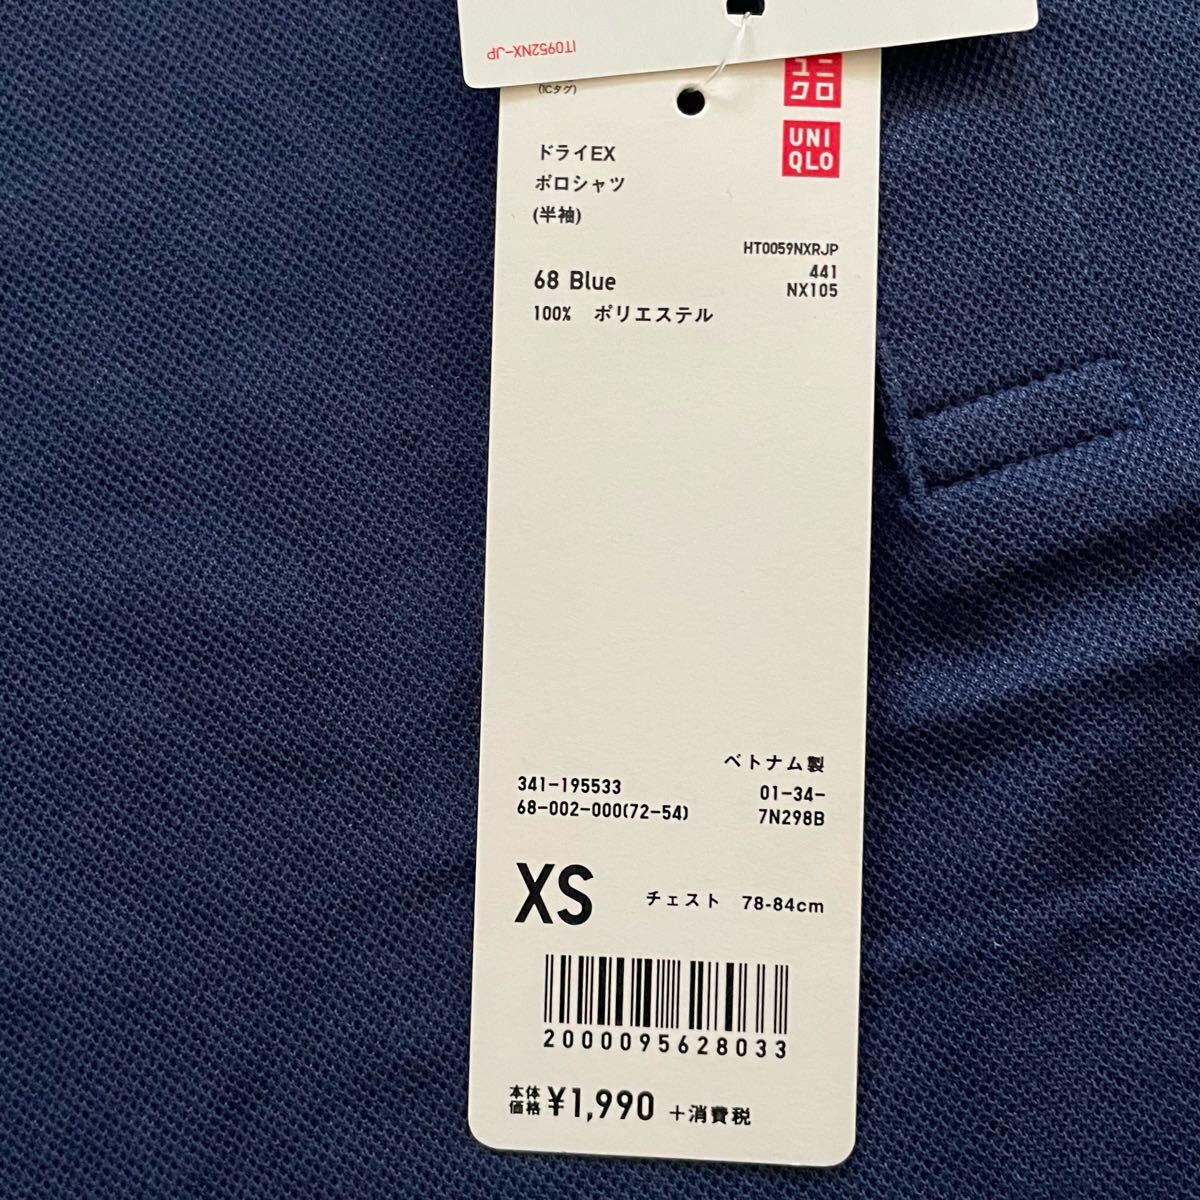 IT0952NX-JP
(ICタグ)
ユニ
クロ
UNI
QLO
ドライEX
ポロシャツ
(半袖)
HT0059NXRJP
441
NX105
68 Blue
100% ポリエステル
ベトナム製
341-195533
01-34-
68-002-000(72-54)
7N298B
XS チェスト 78-84cm
2000095628033
本体
価格 ¥1,990 +消費税